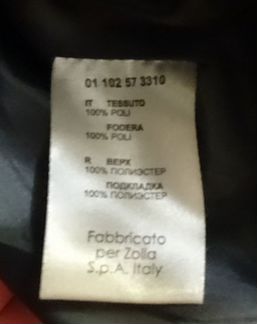 01 102 57 3310
IT TESSUTO
100% POLI
FODERA
100% POLI
R ВЕРХ
100% ПОЛИЭСТЕР
ПОДКЛАДКА
100% ПОЛИЭСТЕР
Fabbricato
per Zolla
S.p.A. Italy